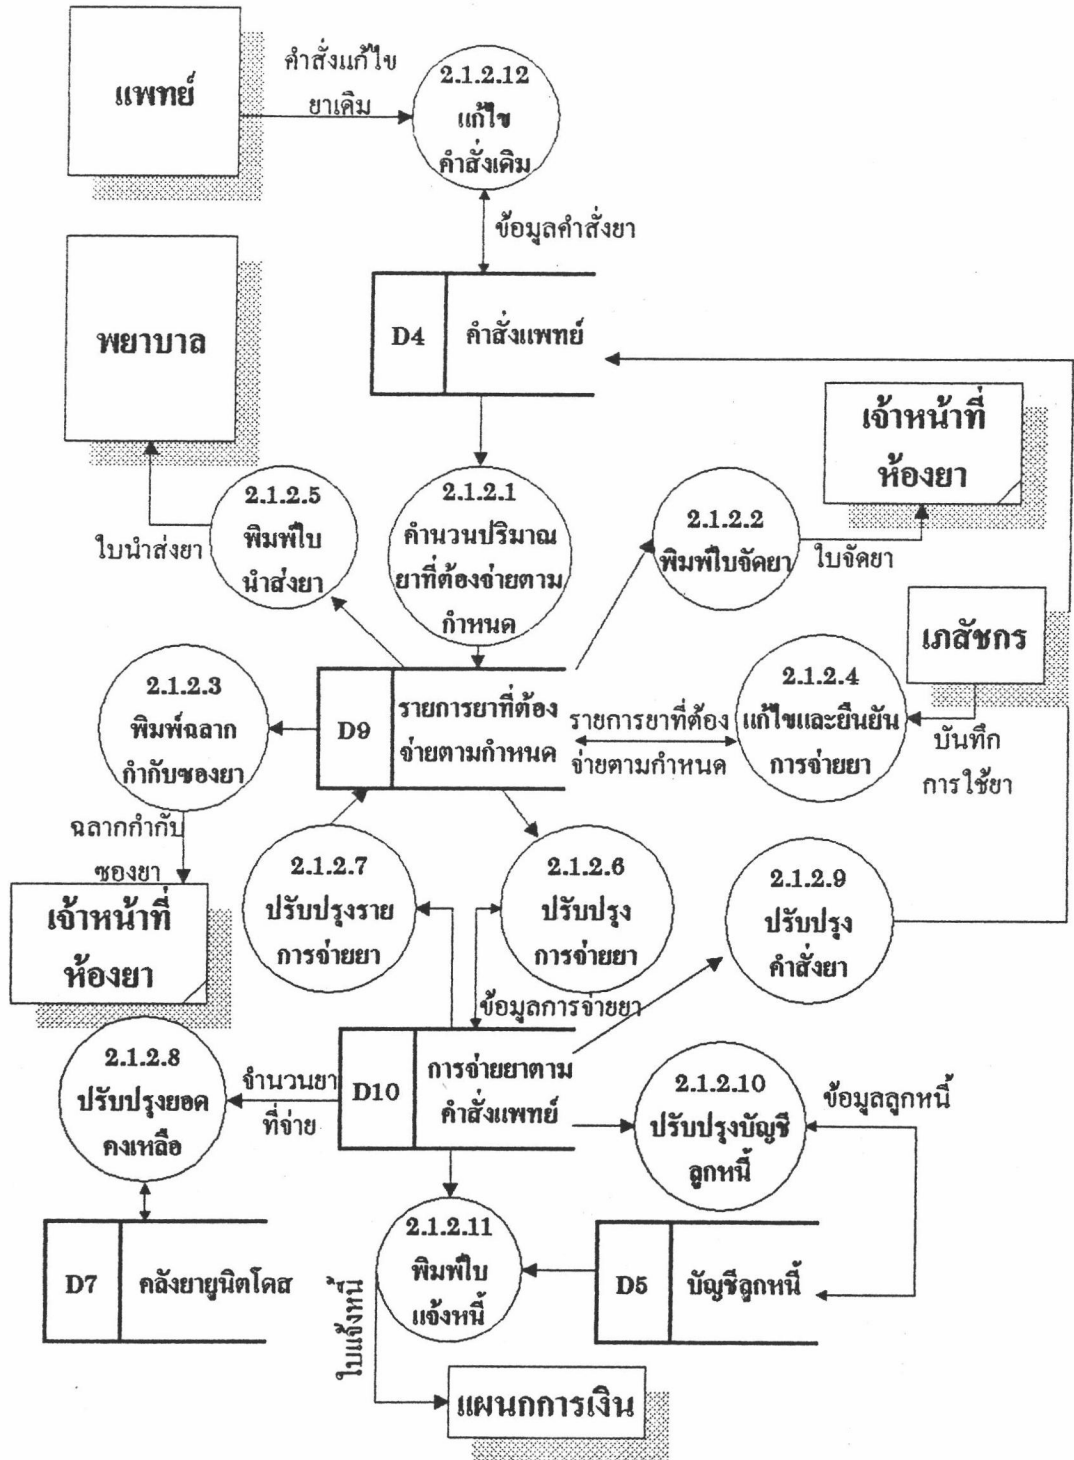 แพทย์
คำสั่งแก้ไข
ยาเดิม
2.1.2.12
แก้ไข
คำสั่งเดิม
ข้อมูลคำสั่งยา
พยาบาล
D4
คำสั่งแพทย์
เจ้าหน้าที่
ห้องยา
2.1.2.5
พิมพ์ใบ
นำส่งยา
ใบนำส่งยา
2.1.2.1
คำนวนปริมาณ
ยาที่ต้องจ่ายตาม
กำหนด
2.1.2.2
พิมพ์ใบจัดยา
ใบจัดยา
เภสัชกร
2.1.2.3
พิมพ์ฉลาก
กำกับซองยา
D9
รายการยาที่ต้อง
จ่ายตามกำหนด
รายการยาที่ต้อง
จ่ายตามกำหนด
2.1.2.4
แก้ไขและยืนยัน
การจ่ายยา
บันทึก
การใช้ยา
ฉลากกำกับ
ซองยา
เจ้าหน้าที่
ห้องยา
2.1.2.7
ปรับปรุงราย
การจ่ายยา
2.1.2.6
ปรับปรุง
การจ่ายยา
2.1.2.9
ปรับปรุง
คำสั่งยา
ข้อมูลการจ่ายยา
2.1.2.8
ปรับปรุงยอด
คงเหลือ
จำนวนยา
ที่จ่าย
D10
การจ่ายยาตาม
คำสั่งแพทย์
2.1.2.10
ปรับปรุงบัญชี
ลูกหนี้
ข้อมูลลูกหนี้
D7
คลังยายูนิตโดส
2.1.2.11
พิมพ์ใบ
แจ้งหนี้
D5
บัญชีลูกหนี้
ใบแจ้งหนี้
แผนกการเงิน